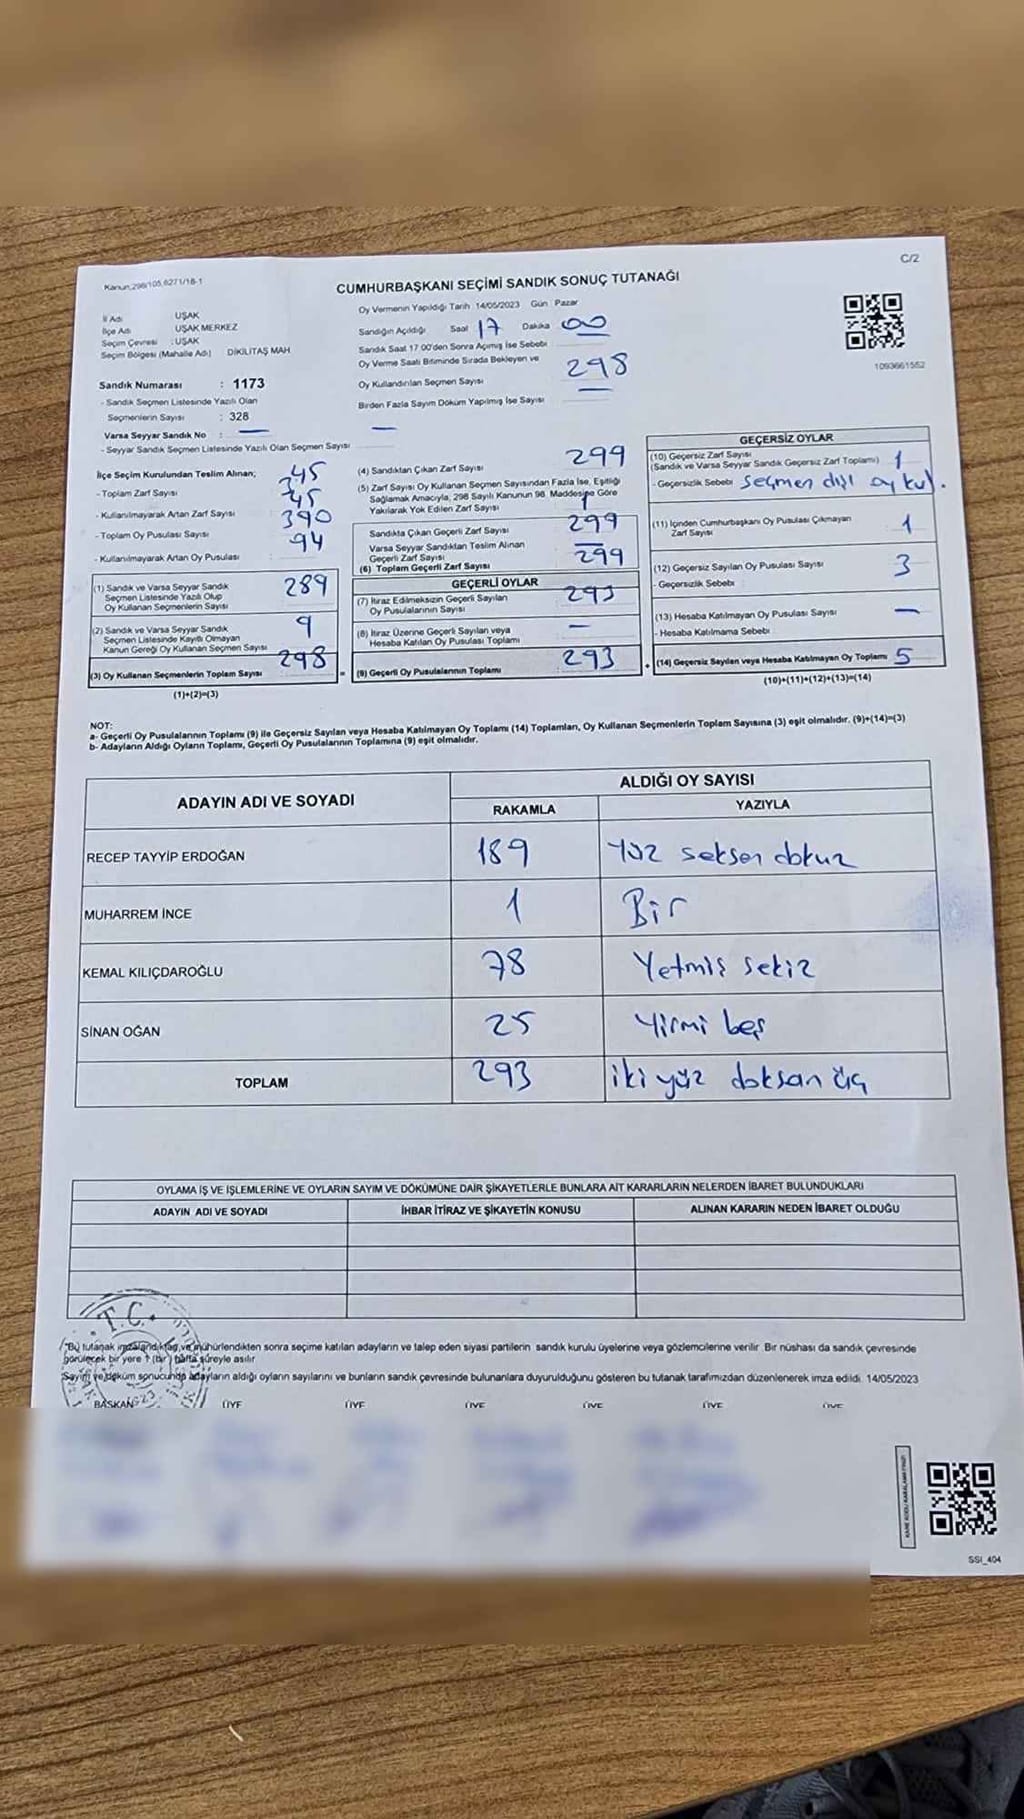 C/2
Kanun:298/105,6271/18-1
CUMHURBAŞKANI SEÇİMİ SANDIK SONUÇ TUTANAĞI
İl Adı UŞAK
İlçe Adı UŞAK MERKEZ
Seçim Çevresi : UŞAK
Seçim Bölgesi (Mahalle Adı) DİKİLİTAŞ MAH
Sandık Numarası : 1173
- Sandık Seçmen Listesinde Yazılı Olan
Seçmenlerin Sayısı : 328
Varsa Seyyar Sandık No : —
- Seyyar Sandık Seçmen Listesinde Yazılı Olan Seçmen Sayısı
Oy Vermenin Yapıldığı Tarih 14/05/2023 Gün Pazar
Sandığın Açıldığı Saat 17 Dakika 00
Sandık Saat 17 00'den Sonra Açımış İse Sebebi
Oy Verme Saati Bitiminde Sırada Bekleyen ve
Oy Kullandırılan Seçmen Sayısı 298
Birden Fazla Sayım Döküm Yapılmış İse Sayısı —
1093661552
İlçe Seçim Kurulundan Teslim Alınan;
- Toplam Zarf Sayısı 345
- Kullanılmayarak Artan Zarf Sayısı 45
- Toplam Oy Pusulası Sayısı 390
- Kullanılmayarak Artan Oy Pusulası 94
(1) Sandık ve Varsa Seyyar Sandık
Seçmen Listesinde Yazılı Olup
Oy Kullanan Seçmenlerin Sayısı 289
(2) Sandık ve Varsa Seyyar Sandık
Seçmen Listesinde Kayıtlı Olmayan
Kanun Gereği Oy Kullanan Seçmen Sayısı 9
(3) Oy Kullanan Seçmenlerin Toplam Sayısı 298
(1)+(2)=(3)
(4) Sandıktan Çıkan Zarf Sayısı 299
(5) Zarf Sayısı Oy Kullanan Seçmen Sayısından Fazla İse, Eşitliği
Sağlamak Amacıyla, 298 Sayılı Kanunun 98. Maddesine Göre
Yakılarak Yok Edilen Zarf Sayısı 1
Sandıkta Çıkan Geçerli Zarf Sayısı 299
Varsa Seyyar Sandıktan Teslim Alınan
Geçerli Zarf Sayısı —
(6) Toplam Geçerli Zarf Sayısı 299
GEÇERLİ OYLAR
(7) İtiraz Edilmeksizin Geçerli Sayılan
Oy Pusulalarının Sayısı 293
(8) İtiraz Üzerine Geçerli Sayılan veya
Hesaba Katılan Oy Pusulası Toplamı —
(9) Geçerli Oy Pusulalarının Toplamı 293
GEÇERSİZ OYLAR
(10) Geçersiz Zarf Sayısı
(Sandık ve Varsa Seyyar Sandık Geçersiz Zarf Toplamı) 1
- Geçersizlik Sebebi seçmen dışı oy kul.
(11) İçinden Cumhurbaşkanı Oy Pusulası Çıkmayan
Zarf Sayısı 1
(12) Geçersiz Sayılan Oy Pusulası Sayısı 3
- Geçersizlik Sebebi
(13) Hesaba Katılmayan Oy Pusulası Sayısı —
- Hesaba Katılmama Sebebi
(14) Geçersiz Sayılan veya Hesaba Katılmayan Oy Toplamı 5
(10)+(11)+(12)+(13)=(14)
NOT:
a- Geçerli Oy Pusulalarının Toplamı (9) ile Geçersiz Sayılan veya Hesaba Katılmayan Oy Toplamı (14) Toplamları, Oy Kullanan Seçmenlerin Toplam Sayısına (3) eşit olmalıdır. (9)+(14)=(3)
b- Adayların Aldığı Oyların Toplamı, Geçerli Oy Pusulalarının Toplamına (9) eşit olmalıdır.
ADAYIN ADI VE SOYADI ALDIĞI OY SAYISI
RAKAMLA YAZIYLA
RECEP TAYYİP ERDOĞAN 189 Yüz seksen dokuz
MUHARREM İNCE 1 Bir
KEMAL KILIÇDAROĞLU 78 Yetmiş sekiz
SİNAN OĞAN 25 Yirmi beş
TOPLAM 293 iki yüz doksan üç
OYLAMA İŞ VE İŞLEMLERİNE VE OYLARIN SAYIM VE DÖKÜMÜNE DAİR ŞİKAYETLERLE BUNLARA AİT KARARLARIN NELERDEN İBARET BULUNDUKLARI
ADAYIN ADI VE SOYADI İHBAR İTİRAZ VE ŞİKAYETİN KONUSU ALINAN KARARIN NEDEN İBARET OLDUĞU
T.C.
"Bu tutanak imzalandıktan ve mühürlendikten sonra seçime katılan adayların ve talep eden siyasi partilerin sandık kurulu üyelerine veya gözlemcilerine verilir Bir nüshası da sandık çevresinde
görülecek bir yere 1 (bir) hafta süreyle asılır
Sayım ve döküm sonucunda adayların aldığı oyların sayılarını ve bunların sandık çevresinde bulunanlara duyurulduğunu gösteren bu tutanak tarafımızdan düzenlenerek imza edildi. 14/05/2023
BAŞKAN ÜYE ÜYE ÜYE ÜYE ÜYE ÜYE
SSI_404